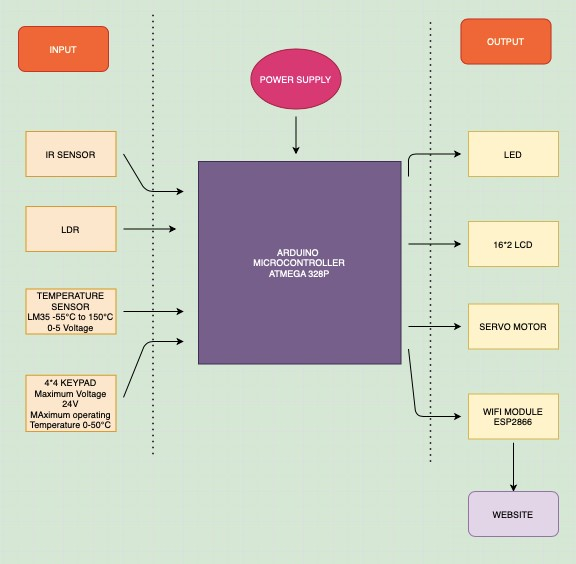 INPUT
OUTPUT
POWER SUPPLY
IR SENSOR
LDR
TEMPERATURE
SENSOR
LM35 -55°C to 150°C
0-5 Voltage
4*4 KEYPAD
Maximum Voltage
24V
MAximum operating
Temperature 0-50°C
ARDUINO
MICROCONTROLLER
ATMEGA 328P
LED
16*2 LCD
SERVO MOTOR
WIFI MODULE
ESP2866
WEBSITE